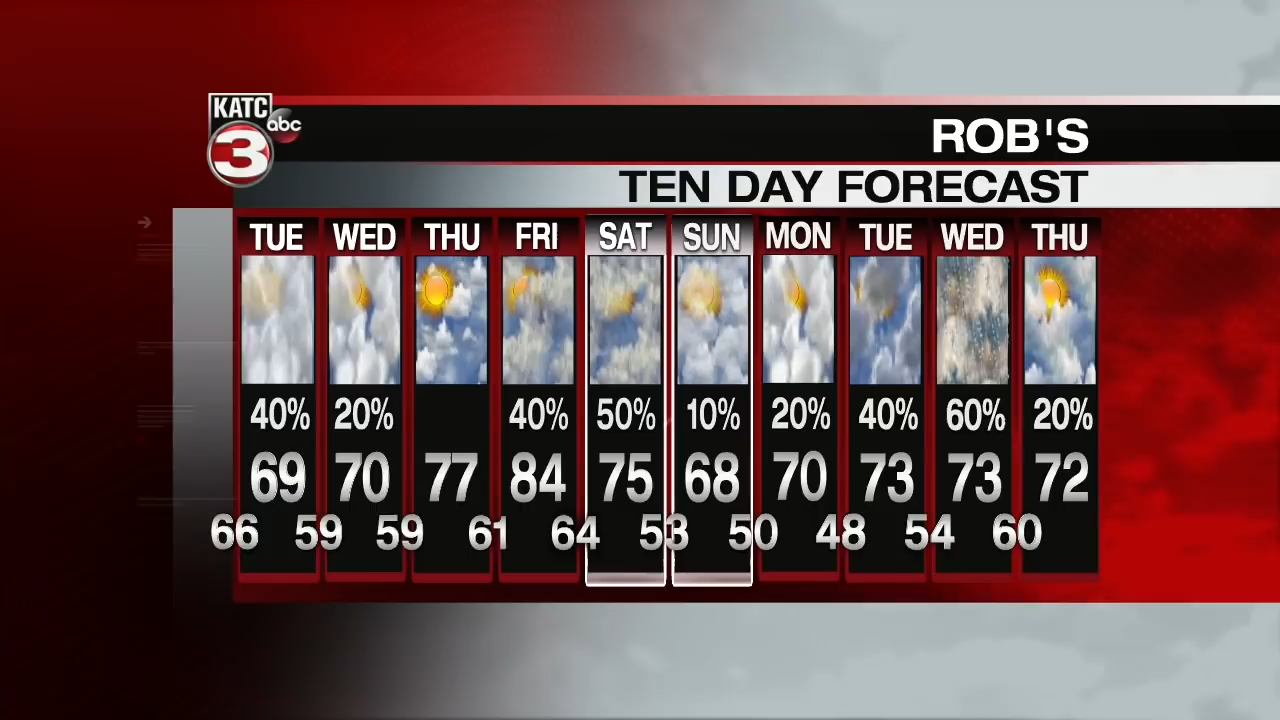 KATC
abc
3
ROB'S
TEN DAY FORECAST
TUE WED THU FRI SAT SUN MON TUE WED THU
40% 20% 40% 50% 10% 20% 40% 60% 20%
69 70 77 84 75 68 70 73 73 72
66 59 59 61 64 53 50 48 54 60